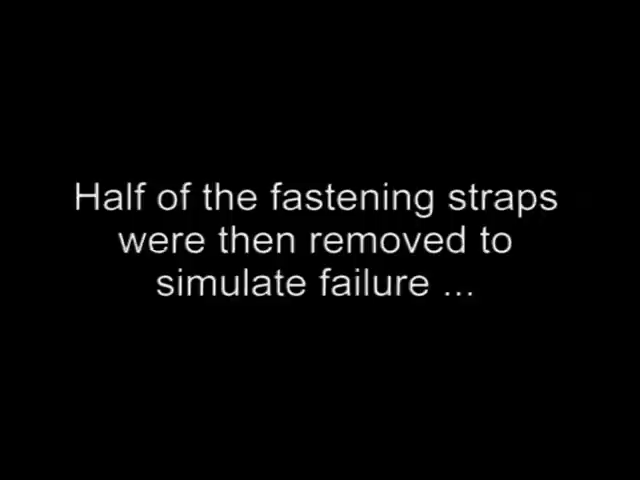 Half of the fastening straps
were then removed to
simulate failure ...